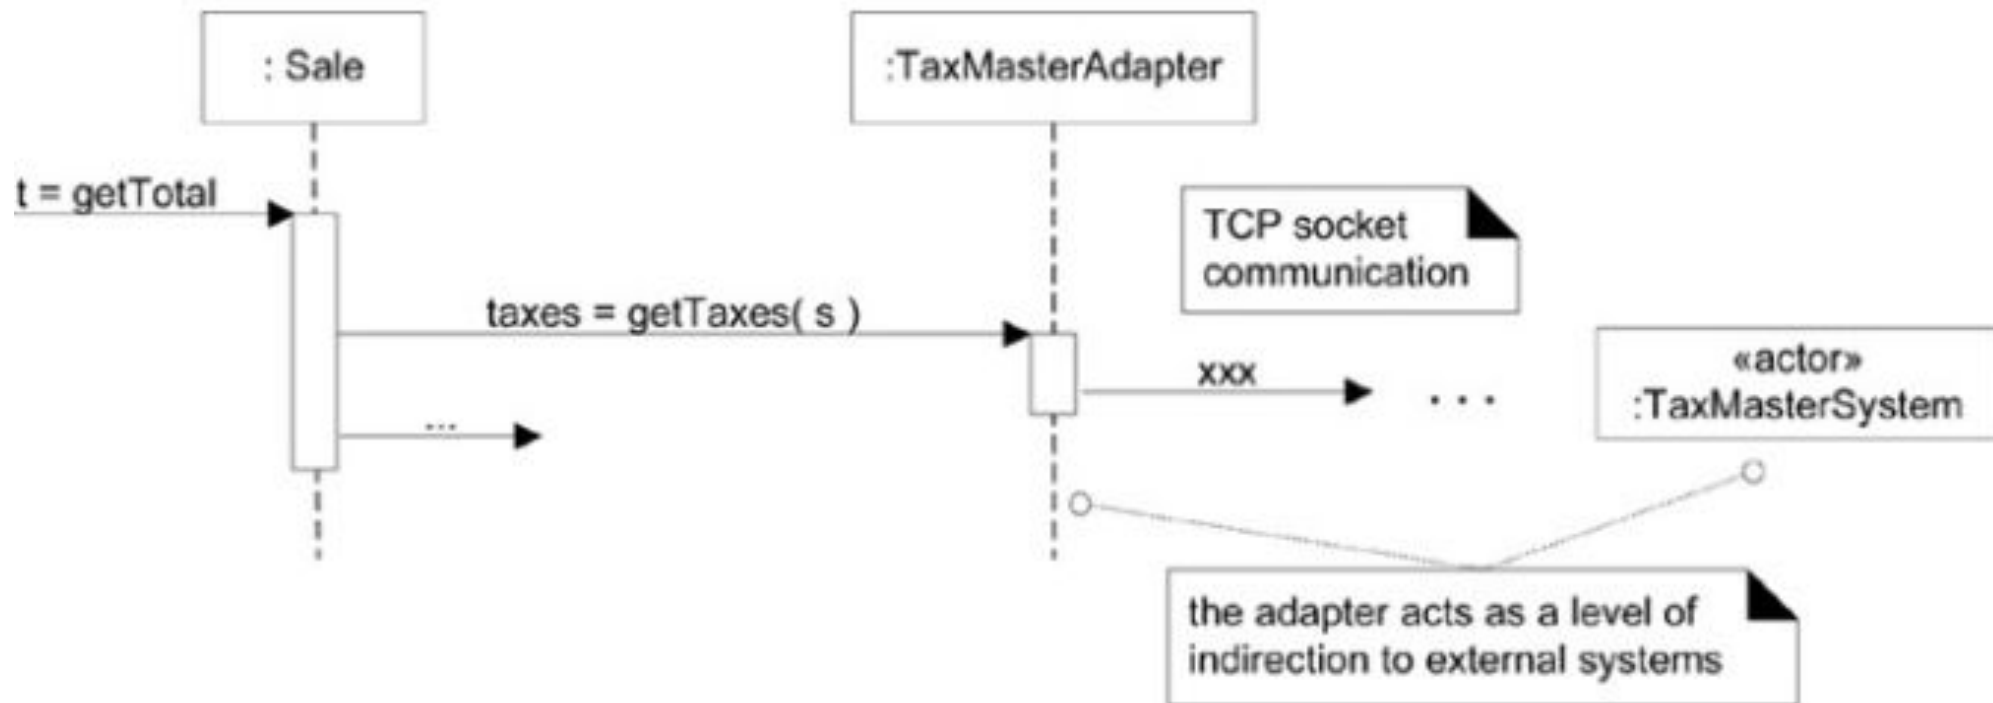 : Sale
:TaxMasterAdapter
t = getTotal
TCP socket
communication
taxes = getTaxes( s )
xxx
. . .
«actor»
:TaxMasterSystem
...
the adapter acts as a level of
indirection to external systems